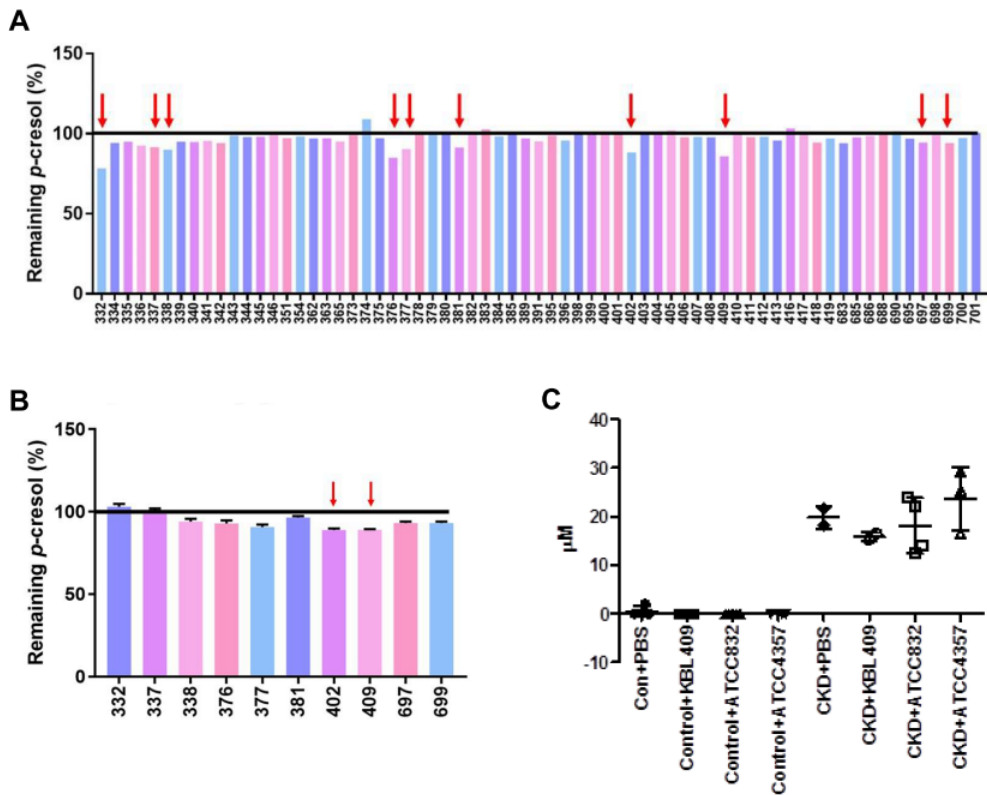 A
Remaining p-cresol (%)
150
100
50
0
332 334 335 336 337 338 339 340 341 342 343 344 345 346 351 354 362 363 365 373 374 375 376 377 378 379 380 381 382 383 384 385 389 391 395 396 398 399 400 401 402 403 404 405 406 407 408 409 410 411 412 413 416 417 418 419 683 685 686 688 690 695 697 698 699 700 701
B
Remaining p-cresol (%)
150
100
50
0
332 337 338 376 377 381 402 409 697 699
C
μM
40
30
20
10
0
-10
Con+PBS
Control+KBL409
Control+ATCC832
Control+ATCC4357
CKD+PBS
CKD+KBL409
CKD+ATCC832
CKD+ATCC4357